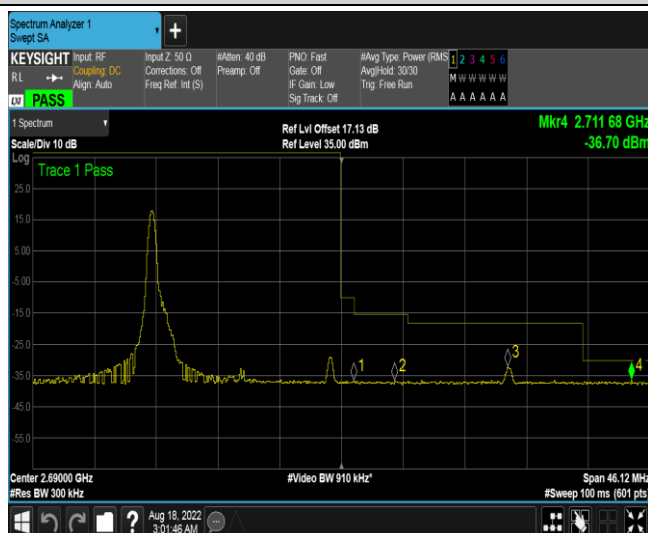 Spectrum Analyzer 1
Swept SA
+
KEYSIGHT
RL
LXI PASS
Input: RF
Coupling: DC
Align: Auto
Input Z: 50 Ω
Corrections: Off
Freq Ref: Int (S)
#Atten: 40 dB
Preamp: Off
PNO: Fast
Gate: Off
IF Gain: Low
Sig Track: Off
#Avg Type: Power (RMS
Avg|Hold: 30/30
Trig: Free Run
1 2 3 4 5 6
M W W W W W
A A A A A A
1 Spectrum
Scale/Div 10 dB
Ref Lvl Offset 17.13 dB
Ref Level 35.00 dBm
Mkr4 2.711 68 GHz
-36.70 dBm
Log
Trace 1 Pass
25.0
15.0
5.00
-5.00
-15.0
-25.0
-35.0
-45.0
-55.0
1
2
3
4
Center 2.69000 GHz
#Res BW 300 kHz
#Video BW 910 kHz*
Span 46.12 MHz
#Sweep 100 ms (601 pts)
?
Aug 18, 2022
3:01:46 AM